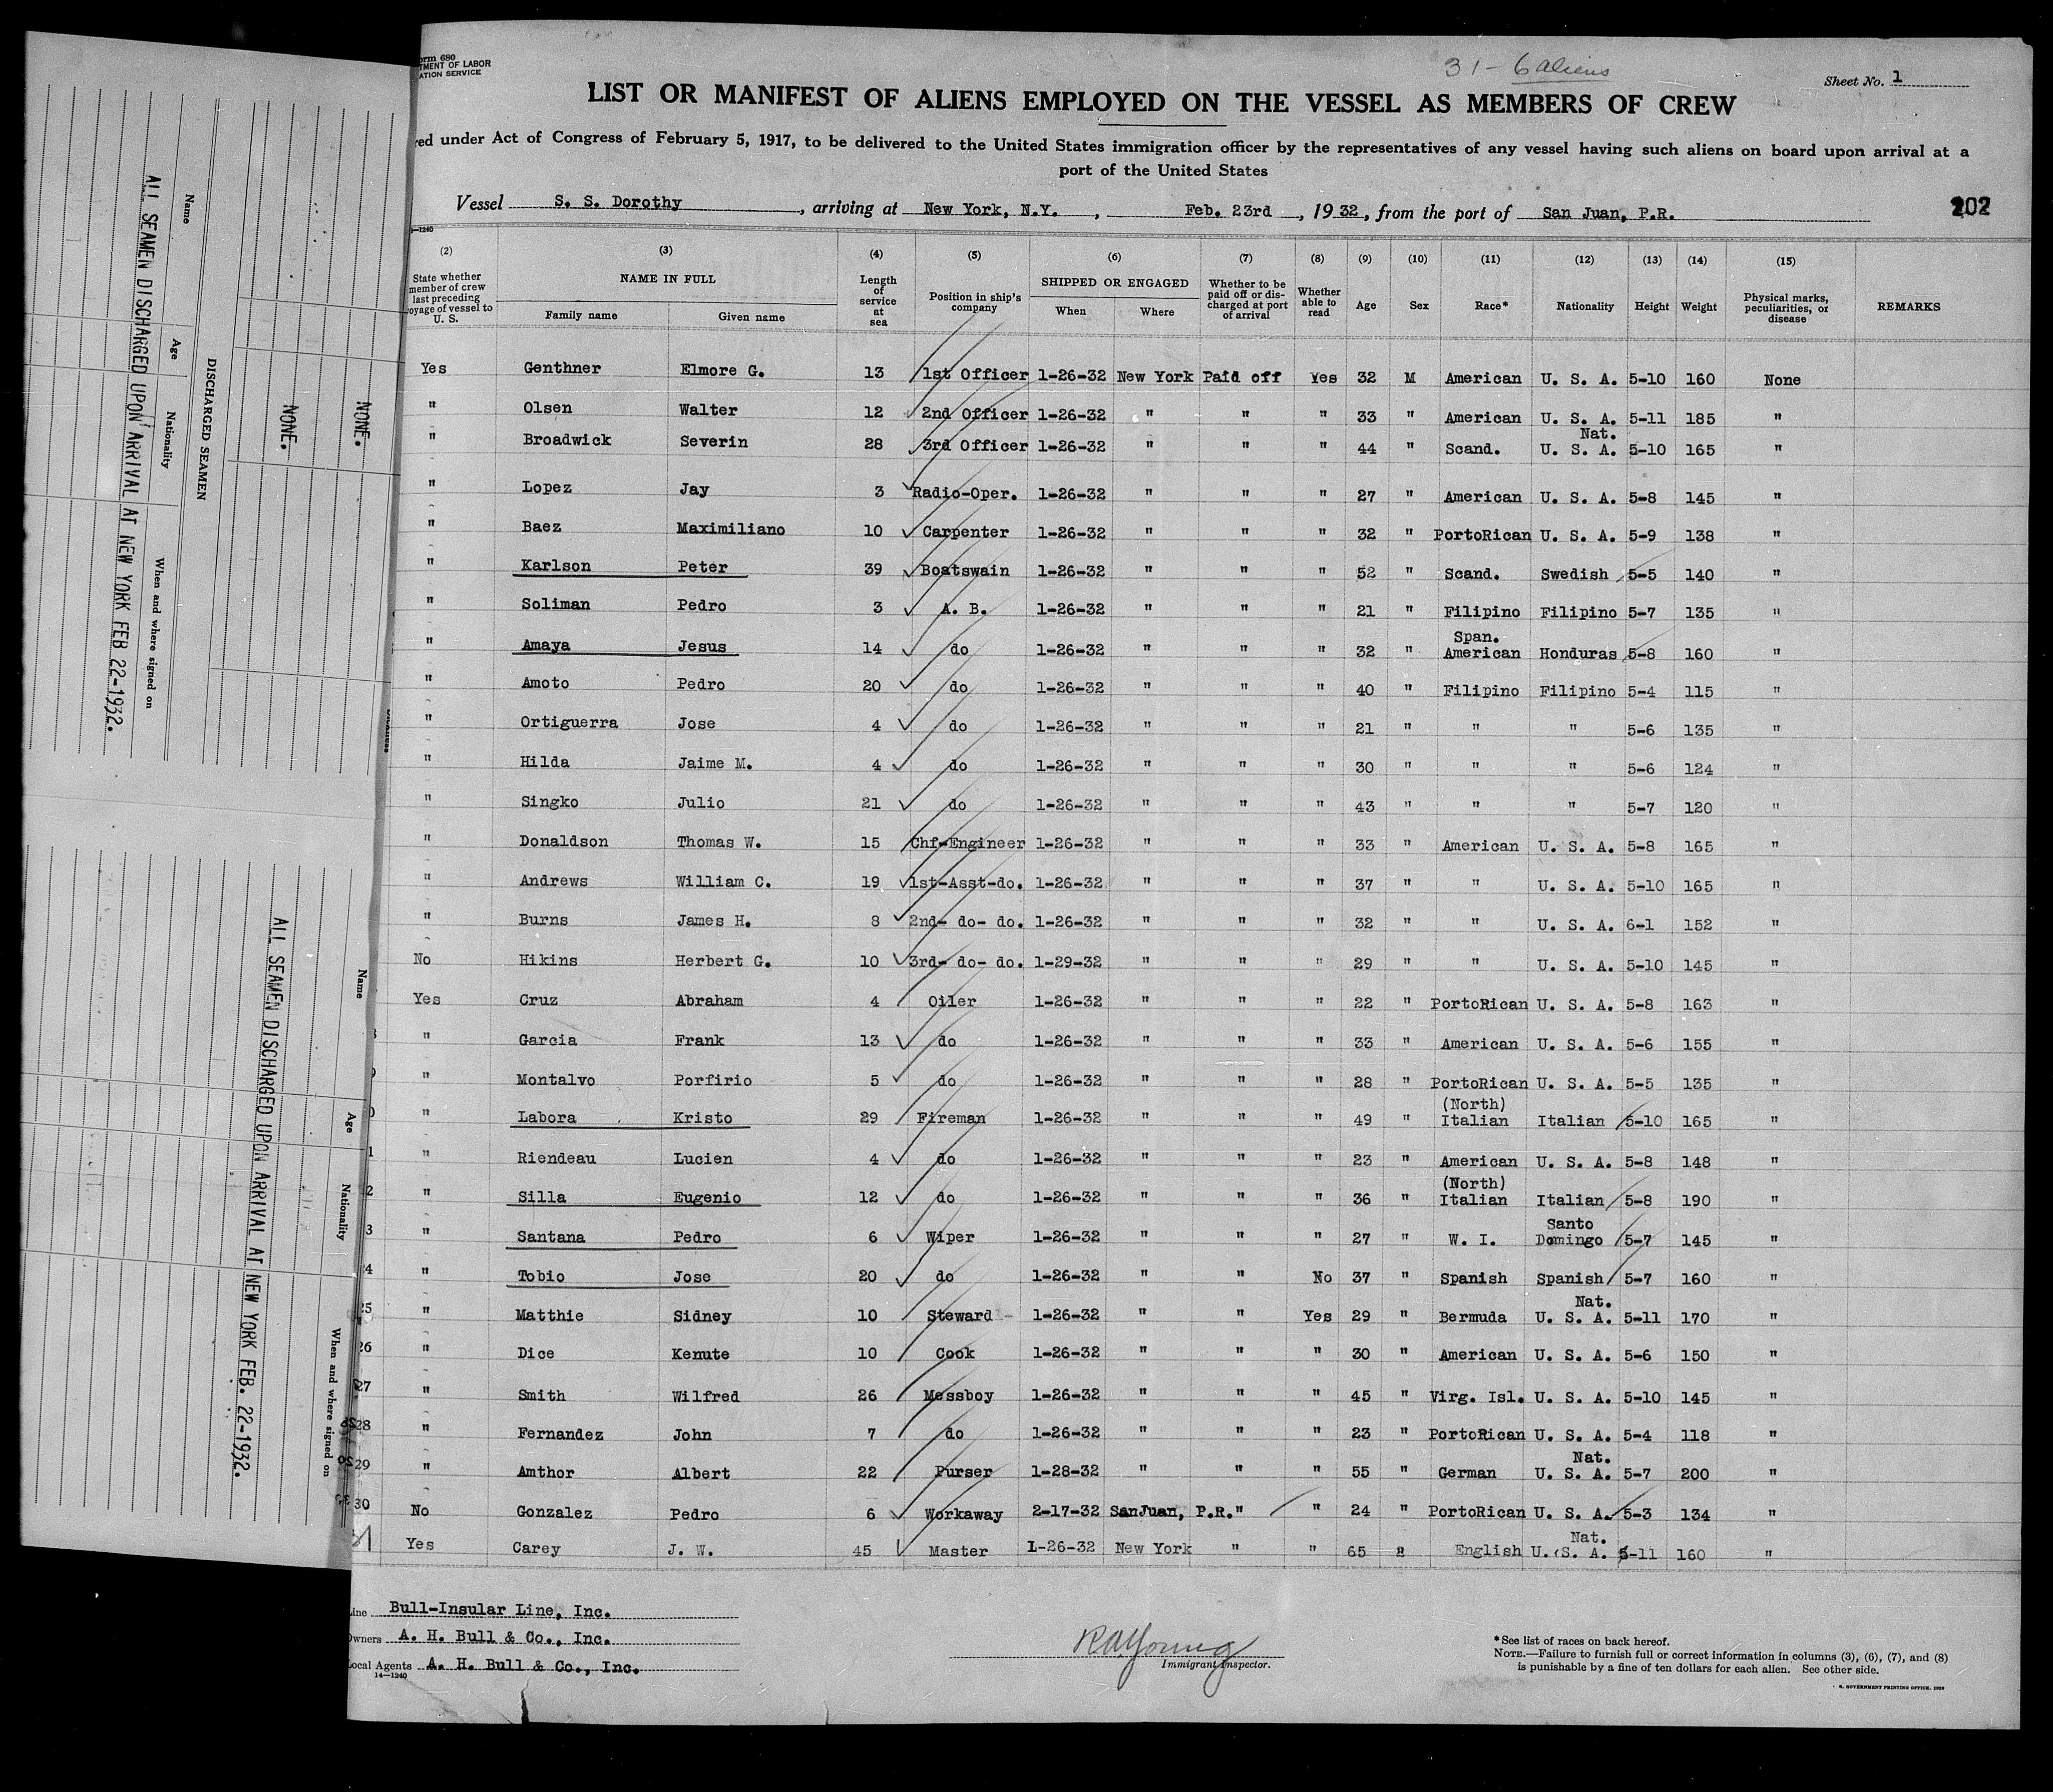 31 - 6 aliens
Form 680
TMENT OF LABOR
ATION SERVICE
Sheet No. 1
LIST OR MANIFEST OF ALIENS EMPLOYED ON THE VESSEL AS MEMBERS OF CREW
red under Act of Congress of February 5, 1917, to be delivered to the United States immigration officer by the representatives of any vessel having such aliens on board upon arrival at a
port of the United States
Vessel S. S. Dorothy, arriving at New York, N.Y., Feb. 23rd, 1932, from the port of San Juan, P.R.
202
14-1240
(2) (3) (4) (5) (6) (7) (8) (9) (10) (11) (12) (13) (14) (15)
State whether member of crew last preceding voyage of vessel to U. S. NAME IN FULL Family name Given name Length of service at sea Position in ship's company SHIPPED OR ENGAGED When Where Whether to be paid off or discharged at port of arrival Whether able to read Age Sex Race* Nationality Height Weight Physical marks, peculiarities, or disease REMARKS
Yes Genthner Elmore G. 13 1st Officer 1-26-32 New York Paid off Yes 32 M American U. S. A. 5-10 160 None
" Olsen Walter 12 2nd Officer 1-26-32 " " " 33 " American U. S. A. 5-11 185 "
" Broadwick Severin 28 3rd Officer 1-26-32 " " " 44 " Scand. Nat. U. S. A. 5-10 165 "
" Lopez Jay 3 Radio-Oper. 1-26-32 " " " 27 " American U. S. A. 5-8 145 "
" Baez Maximiliano 10 Carpenter 1-26-32 " " " 32 " PortoRican U. S. A. 5-9 138 "
" Karlson Peter 39 Boatswain 1-26-32 " " " 52 " Scand. Swedish 5-5 140 "
" Soliman Pedro 3 A. B. 1-26-32 " " " 21 " Filipino Filipino 5-7 135 "
" Amaya Jesus 14 do 1-26-32 " " " 32 " Span. American Honduras 5-8 160 "
" Amoto Pedro 20 do 1-26-32 " " " 40 " Filipino Filipino 5-4 115 "
" Ortiguerra Jose 4 do 1-26-32 " " " 21 " " " 5-6 135 "
" Hilda Jaime M. 4 do 1-26-32 " " " 30 " " " 5-6 124 "
" Singko Julio 21 do 1-26-32 " " " 43 " " " 5-7 120 "
" Donaldson Thomas W. 15 Chf-Engineer 1-26-32 " " " 33 " American U. S. A. 5-8 165 "
" Andrews William C. 19 1st-Asst-do. 1-26-32 " " " 37 " " U. S. A. 5-10 165 "
" Burns James H. 8 2nd- do- do. 1-26-32 " " " 32 " " U. S. A. 6-1 152 "
No Hikins Herbert G. 10 3rd- do- do. 1-29-32 " " " 29 " " U. S. A. 5-10 145 "
Yes Cruz Abraham 4 Oiler 1-26-32 " " " 22 " PortoRican U. S. A. 5-8 163 "
" Garcia Frank 13 do 1-26-32 " " " 33 " American U. S. A. 5-6 155 "
" Montalvo Porfirio 5 do 1-26-32 " " " 28 " PortoRican U. S. A. 5-5 135 "
" Labora Kristo 29 Fireman 1-26-32 " " " 49 " (North) Italian Italian 5-10 165 "
" Riendeau Lucien 4 do 1-26-32 " " " 23 " American U. S. A. 5-8 148 "
" Silla Eugenio 12 do 1-26-32 " " " 36 " (North) Italian Italian 5-8 190 "
" Santana Pedro 6 Wiper 1-26-32 " " " 27 " W. I. Santo Domingo 5-7 145 "
" Tobio Jose 20 do 1-26-32 " " No 37 " Spanish Spanish 5-7 160 "
25 " Matthie Sidney 10 Steward 1-26-32 " " Yes 29 " Bermuda Nat. U. S. A. 5-11 170 "
26 " Dice Kenute 10 Cook 1-26-32 " " " 30 " American U. S. A. 5-6 150 "
27 " Smith Wilfred 26 Messboy 1-26-32 " " " 45 " Virg. Isl. U. S. A. 5-10 145 "
28 " Fernandez John 7 do 1-26-32 " " " 23 " PortoRican U. S. A. 5-4 118 "
29 " Amthor Albert 22 Purser 1-28-32 " " " 55 " German Nat. U. S. A. 5-7 200 "
30 No Gonzalez Pedro 6 Workaway 2-17-32 SanJuan, P.R. " " 24 " PortoRican U. S. A. 5-3 134 "
31 Yes Carey J. W. 45 Master 1-26-32 New York " " 65 " English Nat. U. S. A. 5-11 160 "
Line Bull-Insular Line, Inc.
Owners A. H. Bull & Co., Inc.
Local Agents A. H. Bull & Co., Inc.
14-1240
RA Young
Immigrant Inspector.
*See list of races on back hereof.
NOTE.—Failure to furnish full or correct information in columns (3), (6), (7), and (8)
is punishable by a fine of ten dollars for each alien. See other side.
U. S. GOVERNMENT PRINTING OFFICE. 1929
DISCHARGED SEAMEN
Name Age Nationality When and where signed on
ALL SEAMEN DISCHARGED UPON ARRIVAL AT NEW YORK FEB 22-1932.
NONE.
NONE.
Name Age Nationality When and where signed on
ALL SEAMEN DISCHARGED UPON ARRIVAL AT NEW YORK FEB. 22-1932.